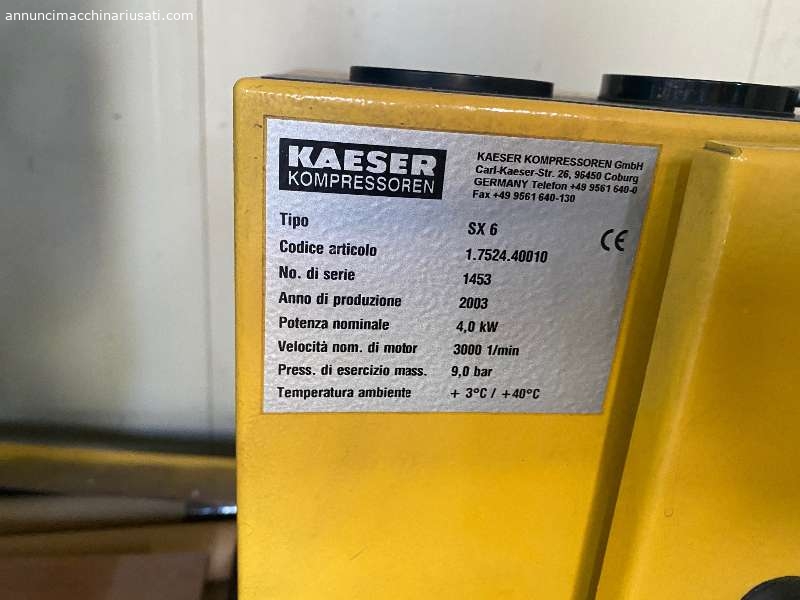 annuncimacchinariusati.com
KAESER
KOMPRESSOREN
KAESER KOMPRESSOREN GmbH
Carl-Kaeser-Str. 26, 96450 Coburg
GERMANY Telefon +49 9561 640-0
Fax +49 9561 640-130
CE
Tipo SX 6
Codice articolo 1.7524.40010
No. di serie 1453
Anno di produzione 2003
Potenza nominale 4,0 kW
Velocità nom. di motor 3000 1/min
Press. di esercizio mass. 9,0 bar
Temperatura ambiente + 3°C / +40°C